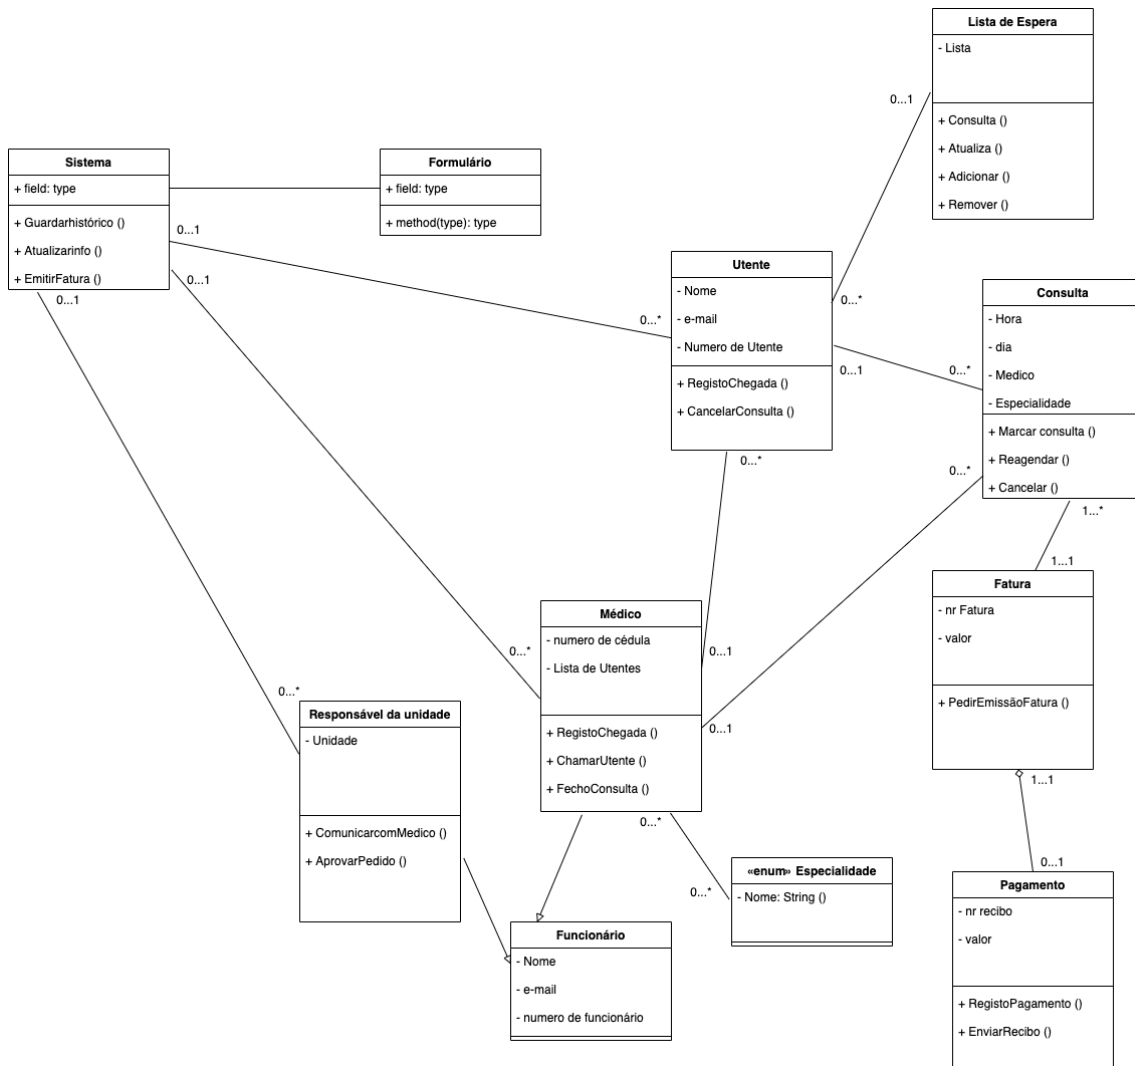 Lista de Espera
- Lista
+ Consulta ()
+ Atualiza ()
+ Adicionar ()
+ Remover ()
0...1
0...*
Sistema
+ field: type
+ Guardarhistórico ()
+ Atualizarinfo ()
+ EmitirFatura ()
0...1
0...1
0...1
Formulário
+ field: type
+ method(type): type
Utente
- Nome
- e-mail
- Numero de Utente
+ RegistoChegada ()
+ CancelarConsulta ()
0...*
0...1
0...*
0...*
Consulta
- Hora
- dia
- Medico
- Especialidade
+ Marcar consulta ()
+ Reagendar ()
+ Cancelar ()
0...*
1...*
1...1
Fatura
- nr Fatura
- valor
+ PedirEmissãoFatura ()
1...1
0...1
Médico
- numero de cédula
- Lista de Utentes
+ RegistoChegada ()
+ ChamarUtente ()
+ FechoConsulta ()
0...*
0...1
0...1
0...*
0...*
Responsável da unidade
- Unidade
+ ComunicarcomMedico ()
+ AprovarPedido ()
0...*
«enum» Especialidade
- Nome: String ()
Funcionário
- Nome
- e-mail
- numero de funcionário
Pagamento
- nr recibo
- valor
+ RegistoPagamento ()
+ EnviarRecibo ()